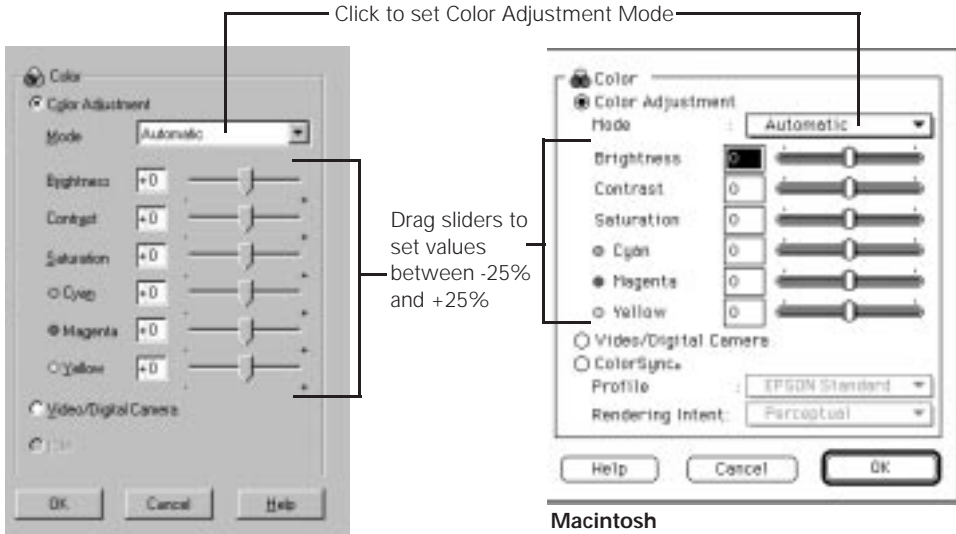 Click to set Color Adjustment Mode
Color
Color Adjustment
Mode
Automatic
Brightness +0
Contrast +0
Saturation +0
Cyan +0
Magenta +0
Yellow +0
Video/Digital Camera
OK
Cancel
Help
Drag sliders to
set values
between -25%
and +25%
Color
Color Adjustment
Mode : Automatic
Brightness 0
Contrast 0
Saturation 0
Cyan 0
Magenta 0
Yellow 0
Video/Digital Camera
ColorSync
Profile : EPSON Standard
Rendering Intent: Perceptual
Help
Cancel
OK
Macintosh